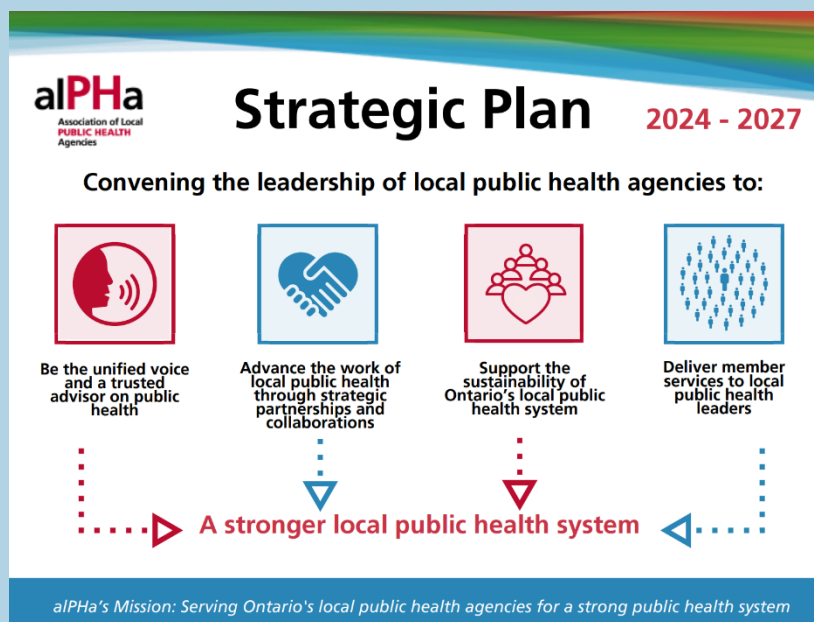 alPHa
Association of Local
PUBLIC HEALTH
Agencies
Strategic Plan
2024 - 2027
Convening the leadership of local public health agencies to:
Be the unified voice
and a trusted
advisor on public
health
Advance the work of
local public health
through strategic
partnerships and
collaborations
Support the
sustainability of
Ontario's local public
health system
Deliver member
services to local
public health
leaders
A stronger local public health system
alPHa's Mission: Serving Ontario's local public health agencies for a strong public health system